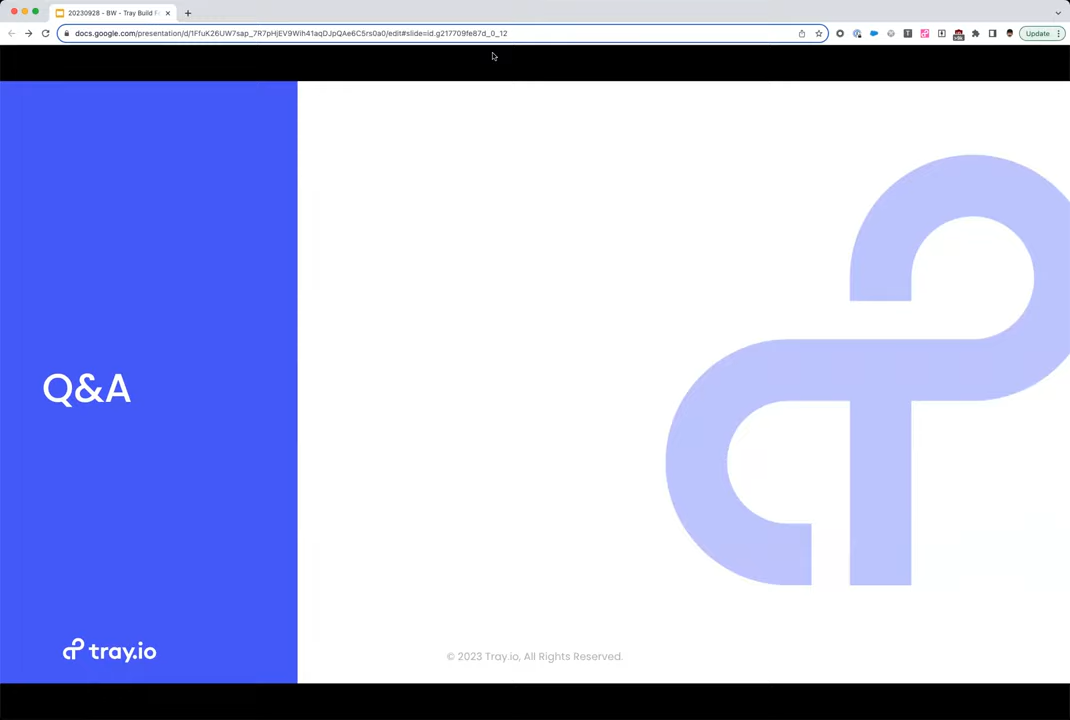 20230928 - BW - Tray Build F
docs.google.com/presentation/d/1FfuK26UW7sap_7R7pHjEV9Wih41aqDJpQAe6C5rs0a0/edit#slide=id.g217709fe87d_0_12
Update
Q&A
tray.io
© 2023 Tray.io, All Rights Reserved.